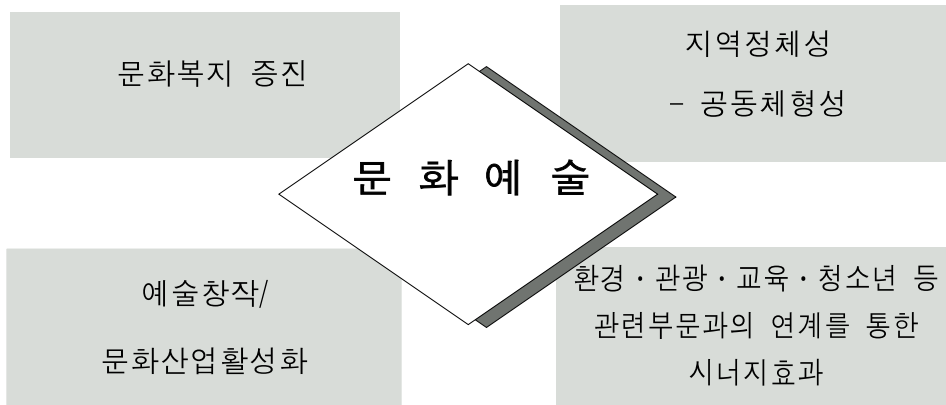 문화복지 증진
지역정체성
- 공동체형성
문 화 예 술
예술창작/
문화산업활성화
환경·관광·교육·청소년 등
관련부문과의 연계를 통한
시너지효과